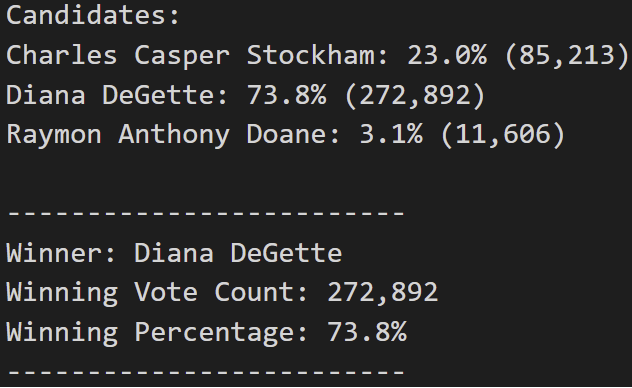 Candidates:
Charles Casper Stockham: 23.0% (85,213)
Diana DeGette: 73.8% (272,892)
Raymon Anthony Doane: 3.1% (11,606)
-------------------------
Winner: Diana DeGette
Winning Vote Count: 272,892
Winning Percentage: 73.8%
-------------------------